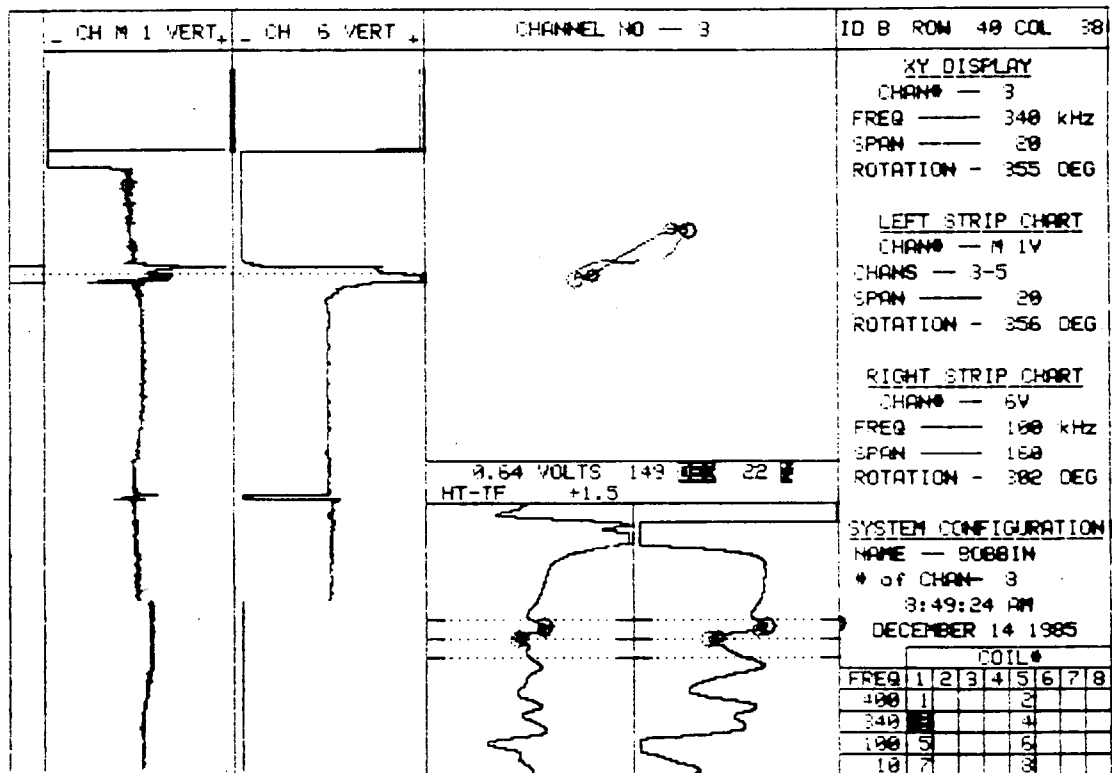 _ CH M 1 VERT + _ CH 6 VERT +
CHANNEL NO — 3
ID B ROW 40 COL 38
XY DISPLAY
CHAN# — 3
FREQ —— 340 kHz
SPAN —— 20
ROTATION - 355 DEG
LEFT STRIP CHART
CHAN# — M 1V
CHANS — 3-5
SPAN —— 20
ROTATION - 356 DEG
RIGHT STRIP CHART
CHAN# — 6V
FREQ —— 100 kHz
SPAN —— 160
ROTATION - 302 DEG
0.64 VOLTS 149 DEG 22 %
HT-TF +1.5
SYSTEM CONFIGURATION
NAME — BOBBIN
# of CHAN- 8
8:49:24 AM
DECEMBER 14 1985
COIL#
FREQ 1 2 3 4 5 6 7 8
400 1 2
340 3 4
100 5 6
10 7 8